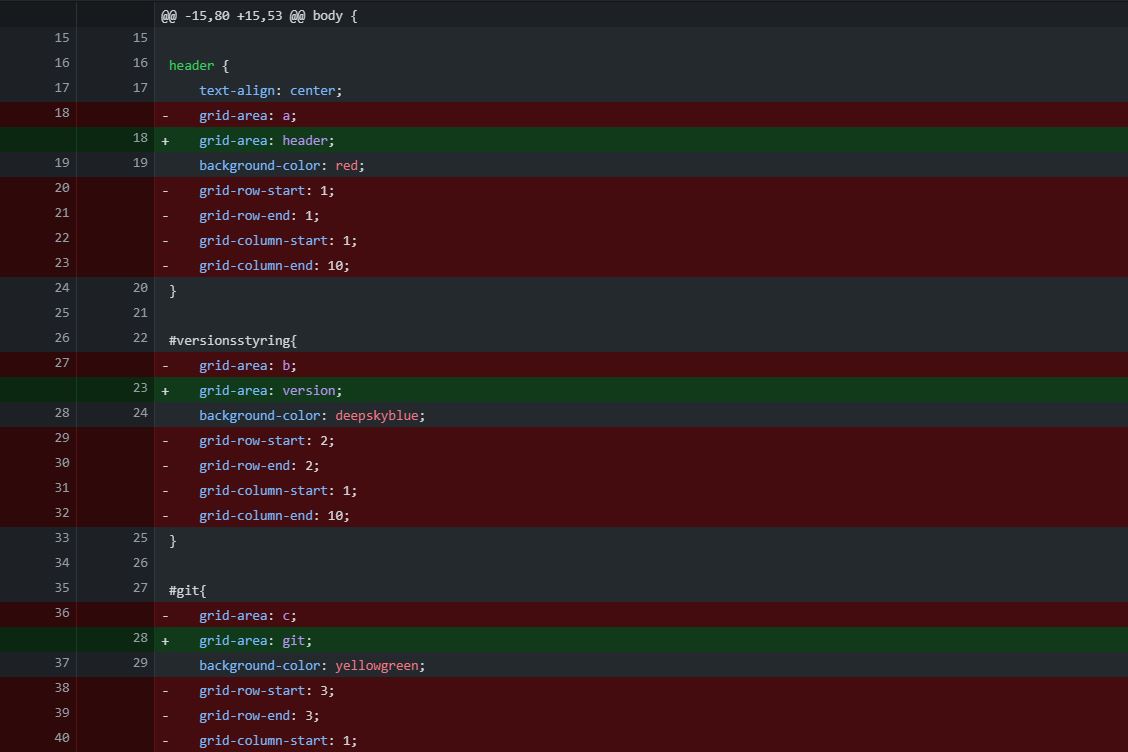 @@ -15,80 +15,53 @@ body {
15 15
16 16 header {
17 17 text-align: center;
18 - grid-area: a;
18 + grid-area: header;
19 19 background-color: red;
20 - grid-row-start: 1;
21 - grid-row-end: 1;
22 - grid-column-start: 1;
23 - grid-column-end: 10;
24 20 }
25 21
26 22 #versionsstyring{
27 - grid-area: b;
23 + grid-area: version;
28 24 background-color: deepskyblue;
29 - grid-row-start: 2;
30 - grid-row-end: 2;
31 - grid-column-start: 1;
32 - grid-column-end: 10;
33 25 }
34 26
35 27 #git{
36 - grid-area: c;
28 + grid-area: git;
37 29 background-color: yellowgreen;
38 - grid-row-start: 3;
39 - grid-row-end: 3;
40 - grid-column-start: 1;